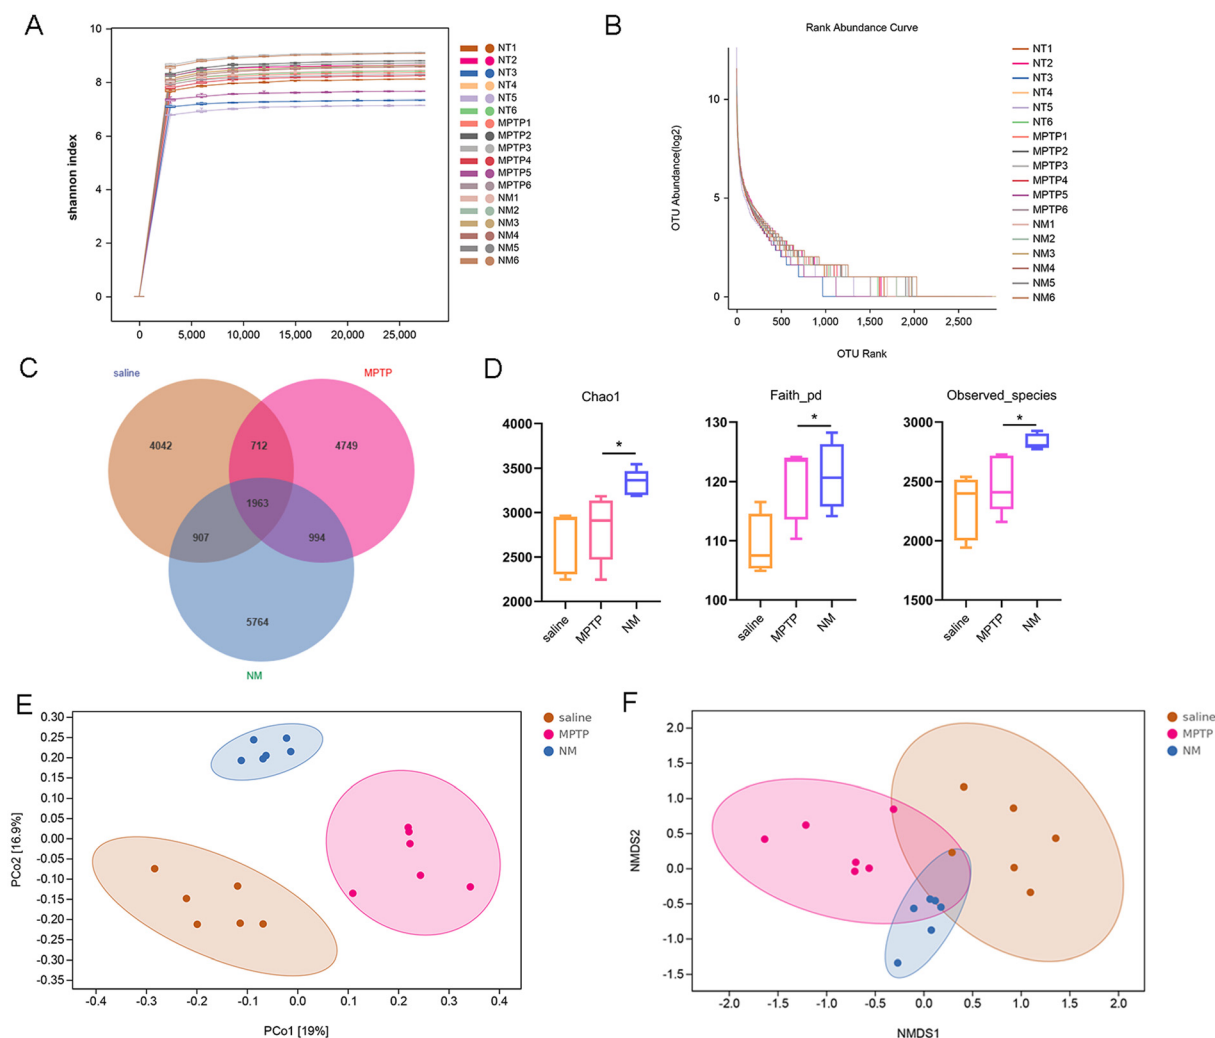 A
10
8
6
4
2
0
shannon index
0 5,000 10,000 15,000 20,000 25,000
NT1
NT2
NT3
NT4
NT5
NT6
MPTP1
MPTP2
MPTP3
MPTP4
MPTP5
MPTP6
NM1
NM2
NM3
NM4
NM5
NM6
B
Rank Abundance Curve
10
5
0
OTU Abundance(log2)
0 500 1,000 1,500 2,000 2,500
OTU Rank
NT1
NT2
NT3
NT4
NT5
NT6
MPTP1
MPTP2
MPTP3
MPTP4
MPTP5
MPTP6
NM1
NM2
NM3
NM4
NM5
NM6
C
saline
MPTP
4042
712
4749
1963
907
994
5764
NM
D
Chao1
4000
3500
3000
2500
2000
*
saline
MPTP
NM
Faith_pd
130
120
110
100
*
saline
MPTP
NM
Observed_species
3000
2500
2000
1500
*
saline
MPTP
NM
E
0.30
0.25
0.20
0.15
0.10
0.05
0.00
-0.05
-0.10
-0.15
-0.20
-0.25
-0.30
-0.35
PCo2 [16.9%]
-0.4 -0.3 -0.2 -0.1 0.0 0.1 0.2 0.3 0.4
PCo1 [19%]
saline
MPTP
NM
F
2.0
1.5
1.0
0.5
0.0
-0.5
-1.0
-1.5
NMDS2
-2.0 -1.5 -1.0 -0.5 0.0 0.5 1.0 1.5 2.0
NMDS1
saline
MPTP
NM